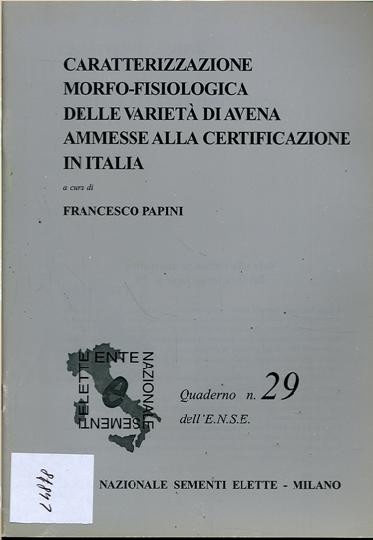 CARATTERIZZAZIONE
MORFO-FISIOLOGICA
DELLE VARIETÀ DI AVENA
AMMESSE ALLA CERTIFICAZIONE
IN ITALIA
a cura di
FRANCESCO PAPINI
ENTE
NAZIONALE
SEMENTI
ELETTE
e
Quaderno n. 29
dell'E.N.S.E.
NAZIONALE SEMENTI ELETTE - MILANO